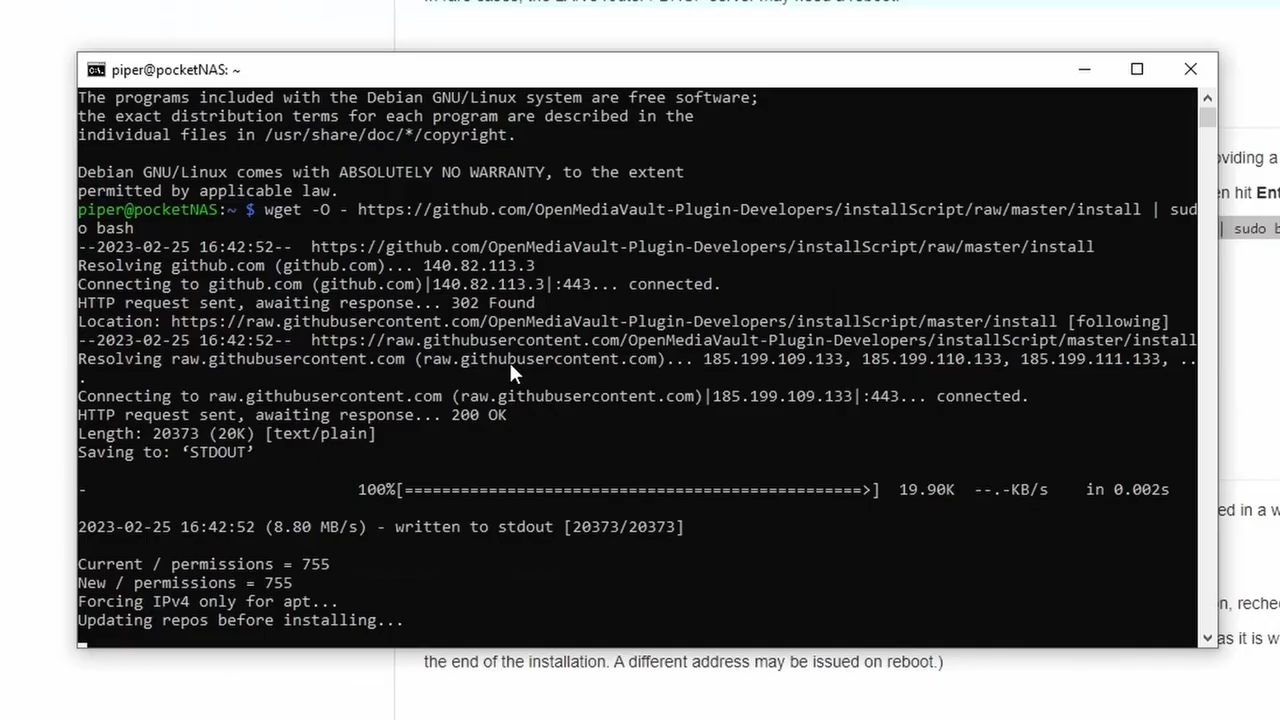 piper@pocketNAS: ~
The programs included with the Debian GNU/Linux system are free software;
the exact distribution terms for each program are described in the
individual files in /usr/share/doc/*/copyright.
Debian GNU/Linux comes with ABSOLUTELY NO WARRANTY, to the extent
permitted by applicable law.
piper@pocketNAS:~ $ wget -O - https://github.com/OpenMediaVault-Plugin-Developers/installScript/raw/master/install | sud
o bash
--2023-02-25 16:42:52-- https://github.com/OpenMediaVault-Plugin-Developers/installScript/raw/master/install
Resolving github.com (github.com)... 140.82.113.3
Connecting to github.com (github.com)|140.82.113.3|:443... connected.
HTTP request sent, awaiting response... 302 Found
Location: https://raw.githubusercontent.com/OpenMediaVault-Plugin-Developers/installScript/master/install [following]
--2023-02-25 16:42:52-- https://raw.githubusercontent.com/OpenMediaVault-Plugin-Developers/installScript/master/install
Resolving raw.githubusercontent.com (raw.githubusercontent.com)... 185.199.109.133, 185.199.110.133, 185.199.111.133, ..
.
Connecting to raw.githubusercontent.com (raw.githubusercontent.com)|185.199.109.133|:443... connected.
HTTP request sent, awaiting response... 200 OK
Length: 20373 (20K) [text/plain]
Saving to: ‘STDOUT’
- 100%[=================================================>] 19.90K --.-KB/s in 0.002s
2023-02-25 16:42:52 (8.80 MB/s) - written to stdout [20373/20373]
Current / permissions = 755
New / permissions = 755
Forcing IPv4 only for apt...
Updating repos before installing...
oviding a
n hit Ent
| sudo b
ed in a w
on, reche
as it is w
the end of the installation. A different address may be issued on reboot.)